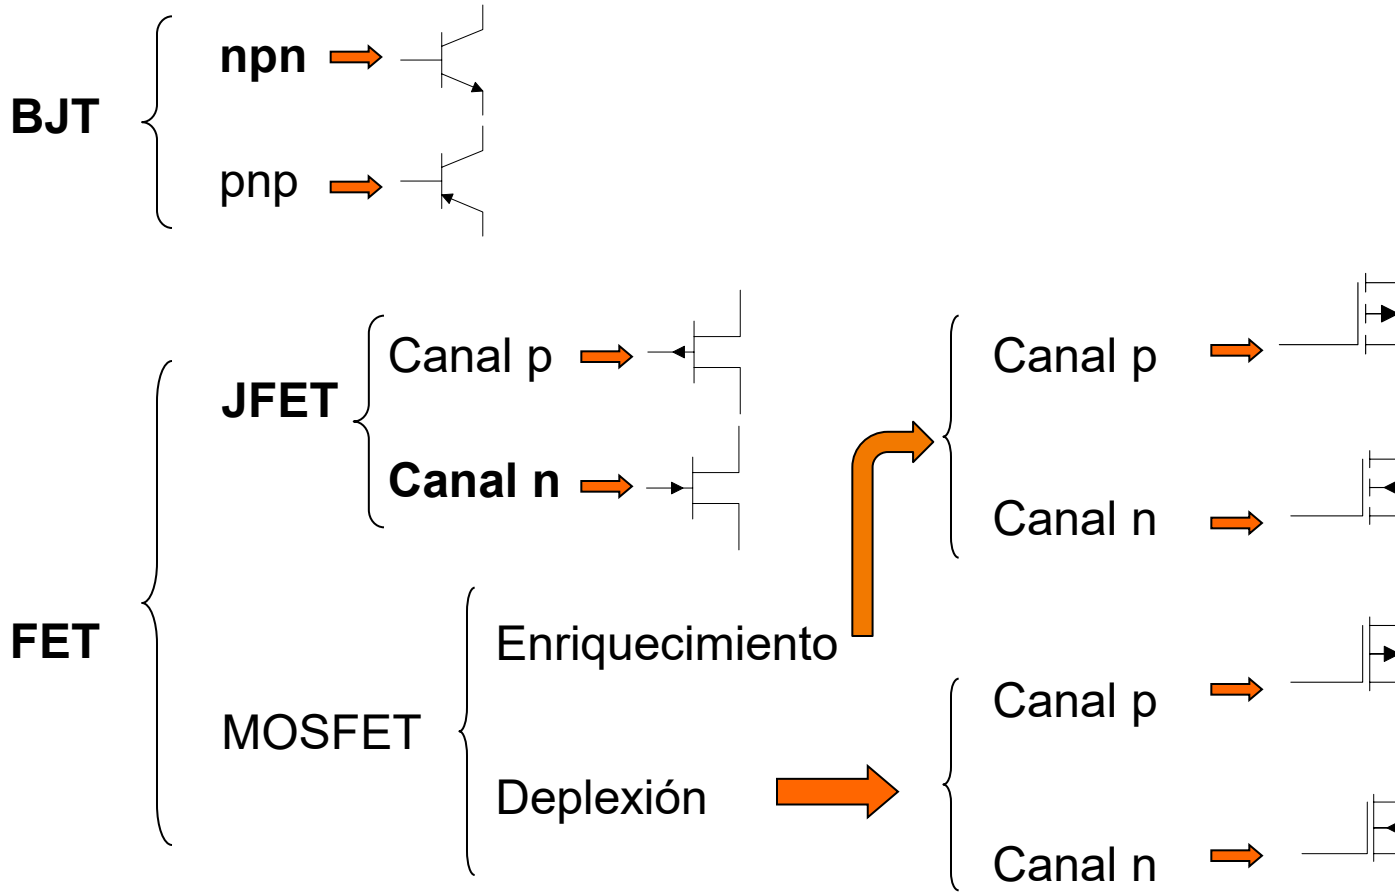 BJT
npn
pnp
FET
JFET
Canal p
Canal n
MOSFET
Enriquecimiento
Canal p
Canal n
Deplexión
Canal p
Canal n